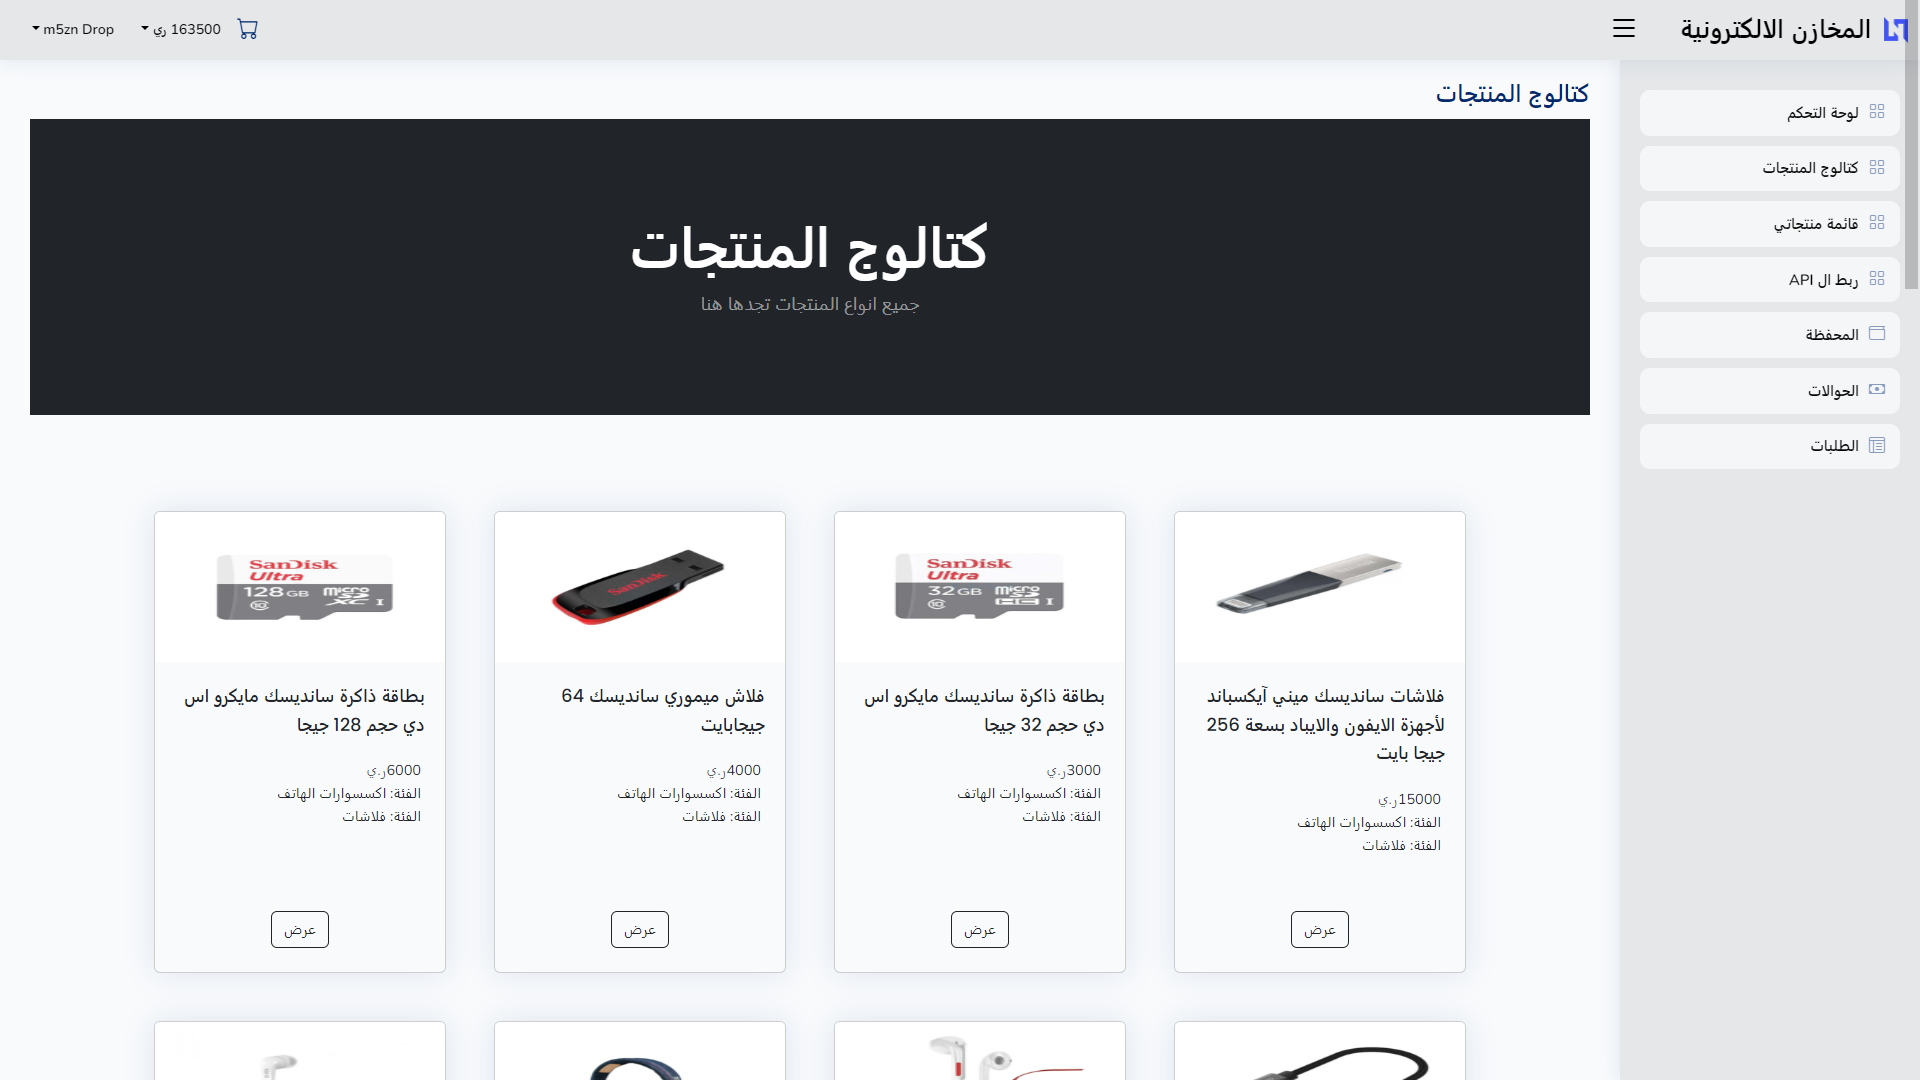 المخازن الالكترونية
163500 ري
m5zn Drop
لوحة التحكم
كتالوج المنتجات
قائمة منتجاتي
ربط ال API
المحفظة
الحوالات
الطلبات
كتالوج المنتجات
كتالوج المنتجات
جميع انواع المنتجات تجدها هنا
فلاشات سانديسك ميني آيكسباند
لأجهزة الايفون والايباد بسعة 256
جيجا بايت
15000ر.ي
الفئة: اكسسوارات الهاتف
الفئة: فلاشات
عرض
SanDisk
Ultra
32GB
micro
HC I
بطاقة ذاكرة سانديسك مايكرو اس
دي حجم 32 جيجا
3000ر.ي
الفئة: اكسسوارات الهاتف
الفئة: فلاشات
عرض
SanDisk
فلاش ميموري سانديسك 64
جيجابايت
4000ر.ي
الفئة: اكسسوارات الهاتف
الفئة: فلاشات
عرض
SanDisk
Ultra
128GB
micro
XC I
بطاقة ذاكرة سانديسك مايكرو اس
دي حجم 128 جيجا
6000ر.ي
الفئة: اكسسوارات الهاتف
الفئة: فلاشات
عرض